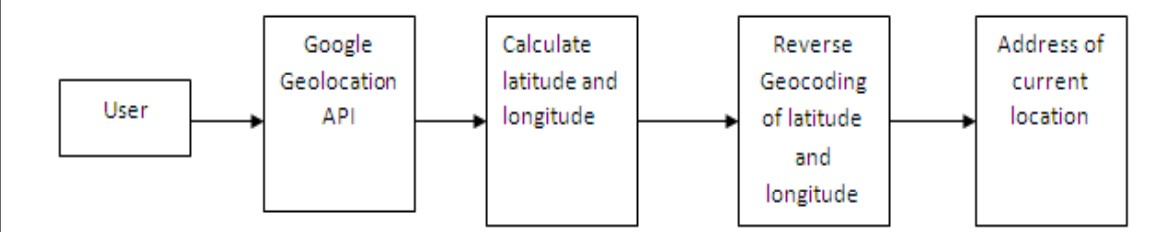 User
Google
Geolocation
API
Calculate
latitude and
longitude
Reverse
Geocoding
of latitude
and
longitude
Address of
current
location